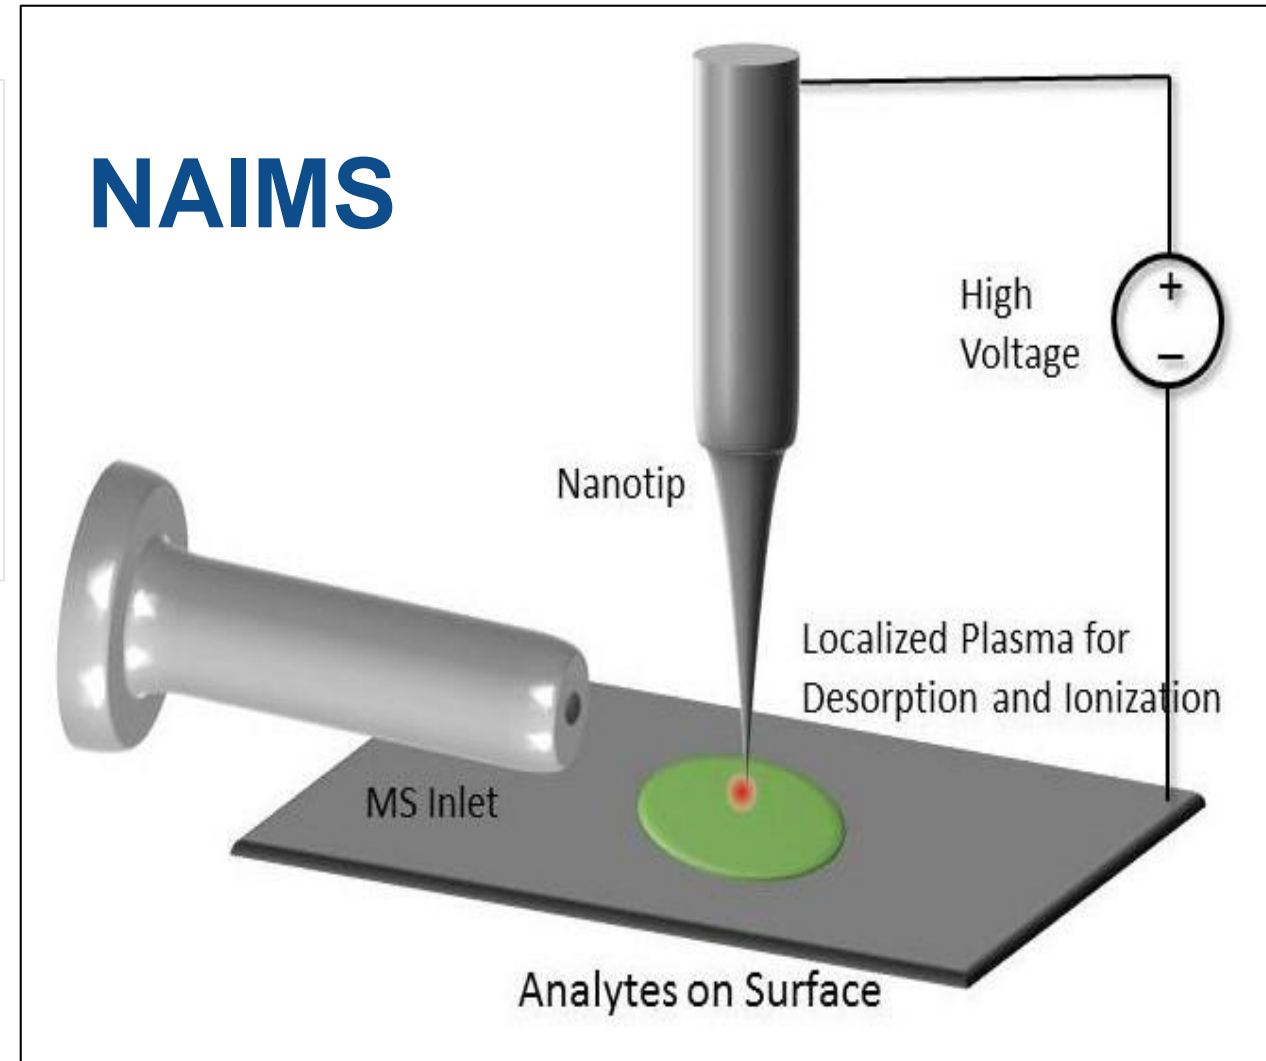 NAIMS
+
High
Voltage
−
Nanotip
Localized Plasma for
Desorption and Ionization
MS Inlet
Analytes on Surface